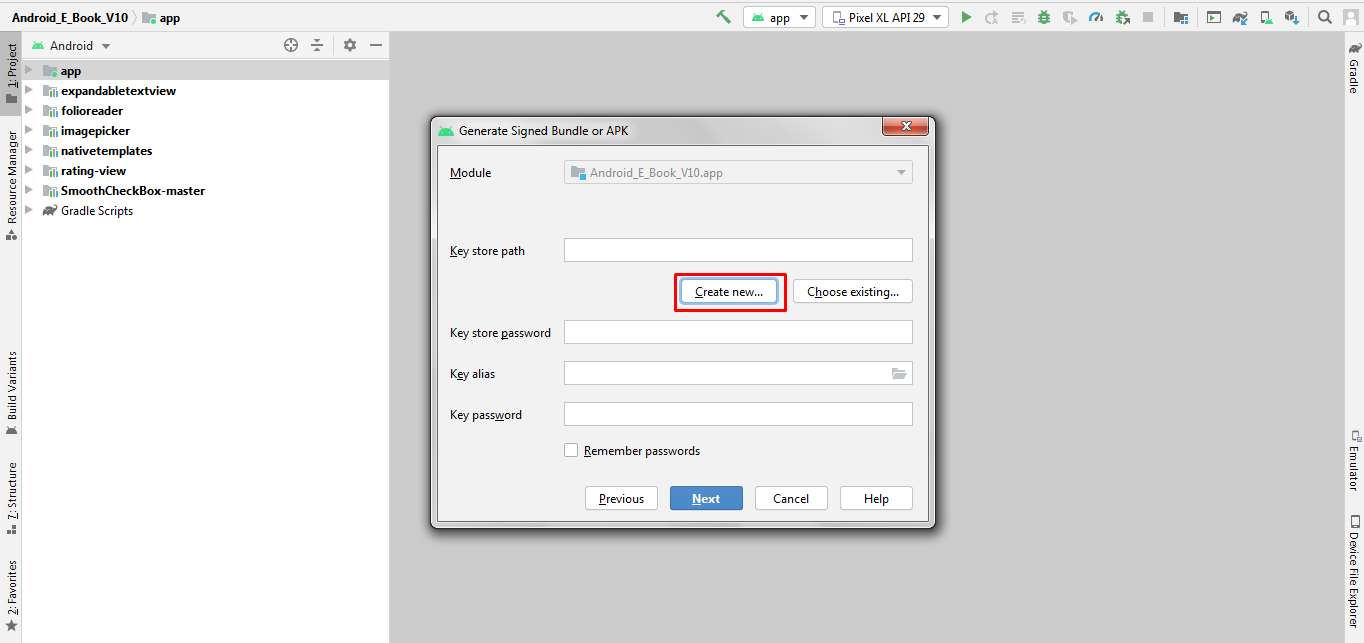 Android_E_Book_V10 app
app
Pixel XL API 29
1: Project
Resource Manager
Build Variants
7: Structure
2: Favorites
Android
app
expandabletextview
folioreader
imagepicker
nativetemplates
rating-view
SmoothCheckBox-master
Gradle Scripts
Generate Signed Bundle or APK
Module
Android_E_Book_V10.app
Key store path
Create new...
Choose existing...
Key store password
Key alias
Key password
Remember passwords
Previous
Next
Cancel
Help
Gradle
Emulator
Device File Explorer